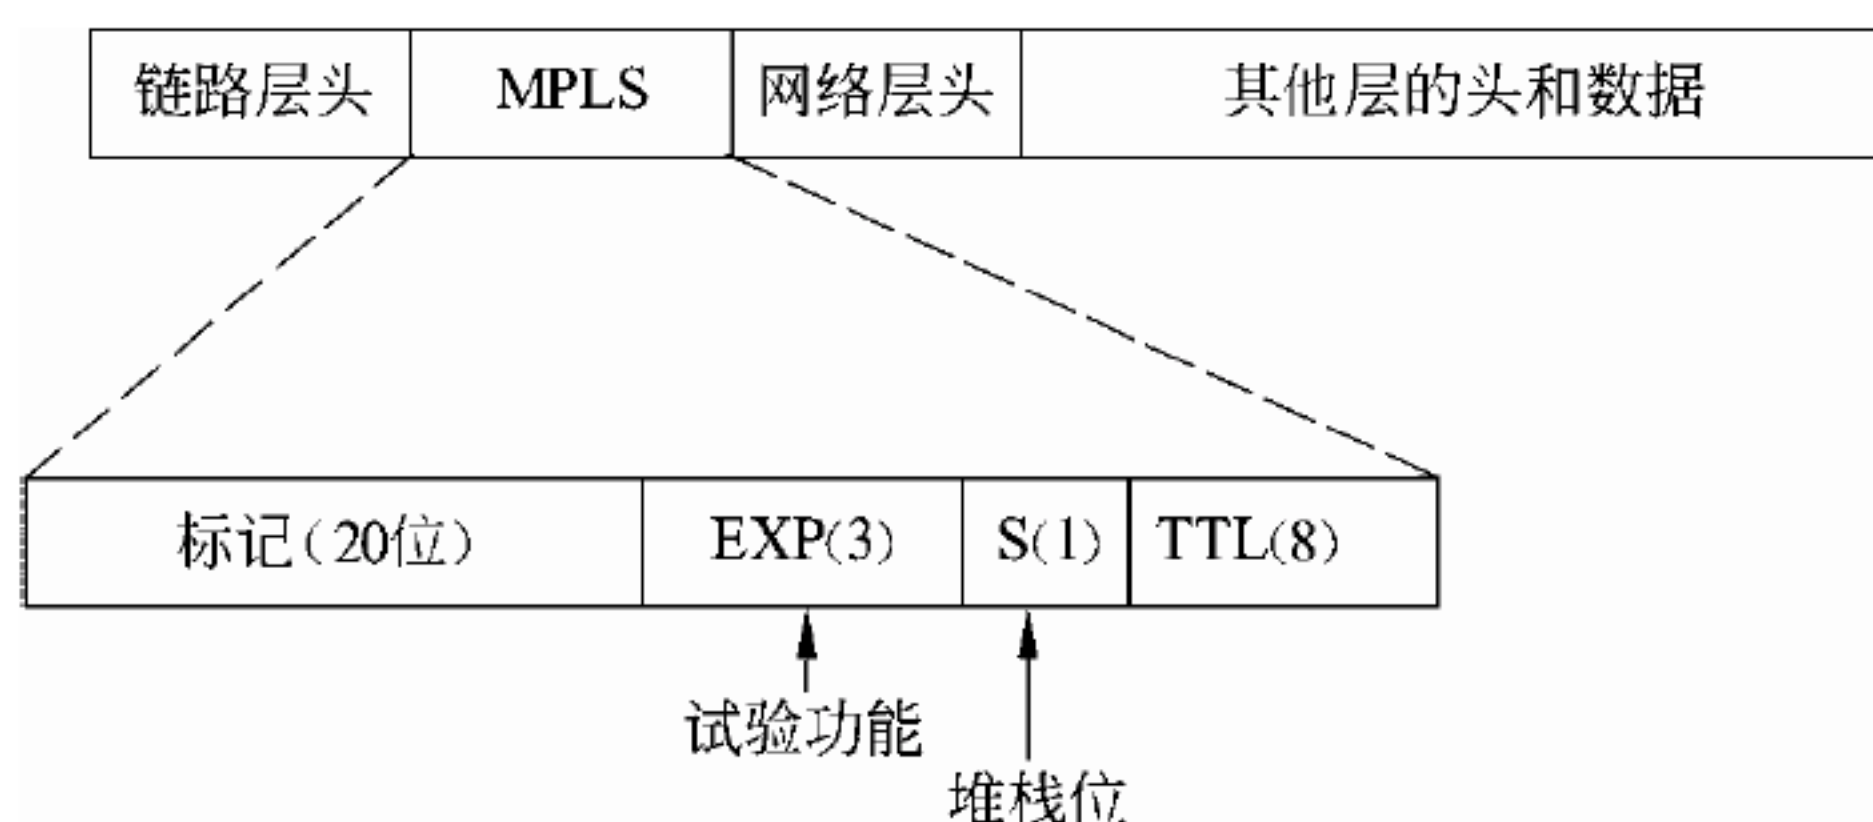 链路层头 MPLS 网络层头 其他层的头和数据
标记(20位) EXP(3) S(1) TTL(8)
试验功能
堆栈位